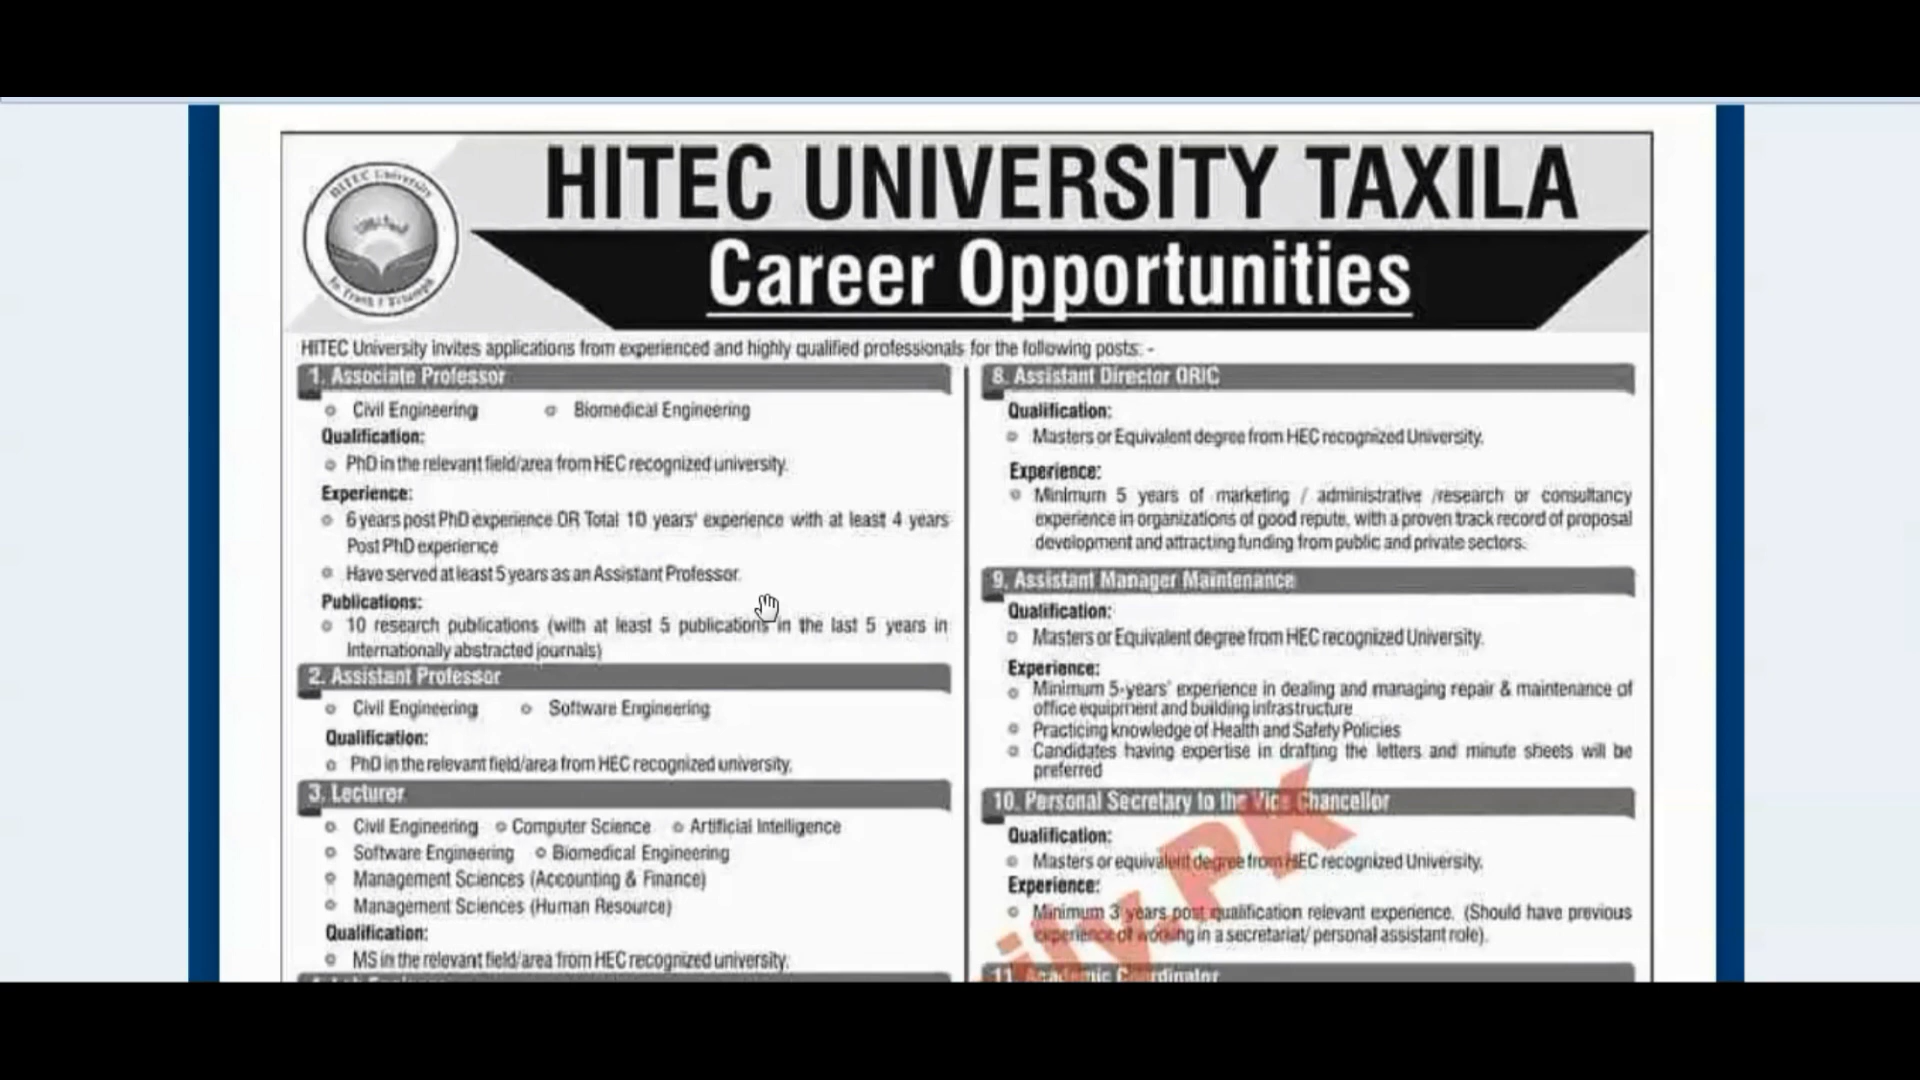 HITEC University
HITEC UNIVERSITY TAXILA
Career Opportunities
HITEC University invites applications from experienced and highly qualified professionals for the following posts: -
1. Associate Professor
o Civil Engineering o Biomedical Engineering
Qualification:
o PhD in the relevant field/area from HEC recognized university.
Experience:
o 6 years post PhD experience OR Total 10 years' experience with at least 4 years
Post PhD experience
o Have served at least 5 years as an Assistant Professor.
Publications:
o 10 research publications (with at least 5 publications in the last 5 years in
Internationally abstracted journals)
2. Assistant Professor
o Civil Engineering o Software Engineering
Qualification:
o PhD in the relevant field/area from HEC recognized university.
3. Lecturer
o Civil Engineering o Computer Science o Artificial Intelligence
o Software Engineering o Biomedical Engineering
o Management Sciences (Accounting & Finance)
o Management Sciences (Human Resource)
Qualification:
o MS in the relevant field/area from HEC recognized university.
8. Assistant Director ORIC
Qualification:
o Masters or Equivalent degree from HEC recognized University.
Experience:
o Minimum 5 years of marketing / administrative /research or consultancy
experience in organizations of good repute, with a proven track record of proposal
development and attracting funding from public and private sectors.
9. Assistant Manager Maintenance
Qualification:
o Masters or Equivalent degree from HEC recognized University.
Experience:
o Minimum 5-years' experience in dealing and managing repair & maintenance of
office equipment and building infrastructure
o Practicing knowledge of Health and Safety Policies
o Candidates having expertise in drafting the letters and minute sheets will be
preferred
10. Personal Secretary to the Vice Chancellor
Qualification:
o Masters or equivalent degree from HEC recognized University.
Experience:
o Minimum 3 years post qualification relevant experience. (Should have previous
experience of working in a secretariat/ personal assistant role).
11. Academic Coordinator